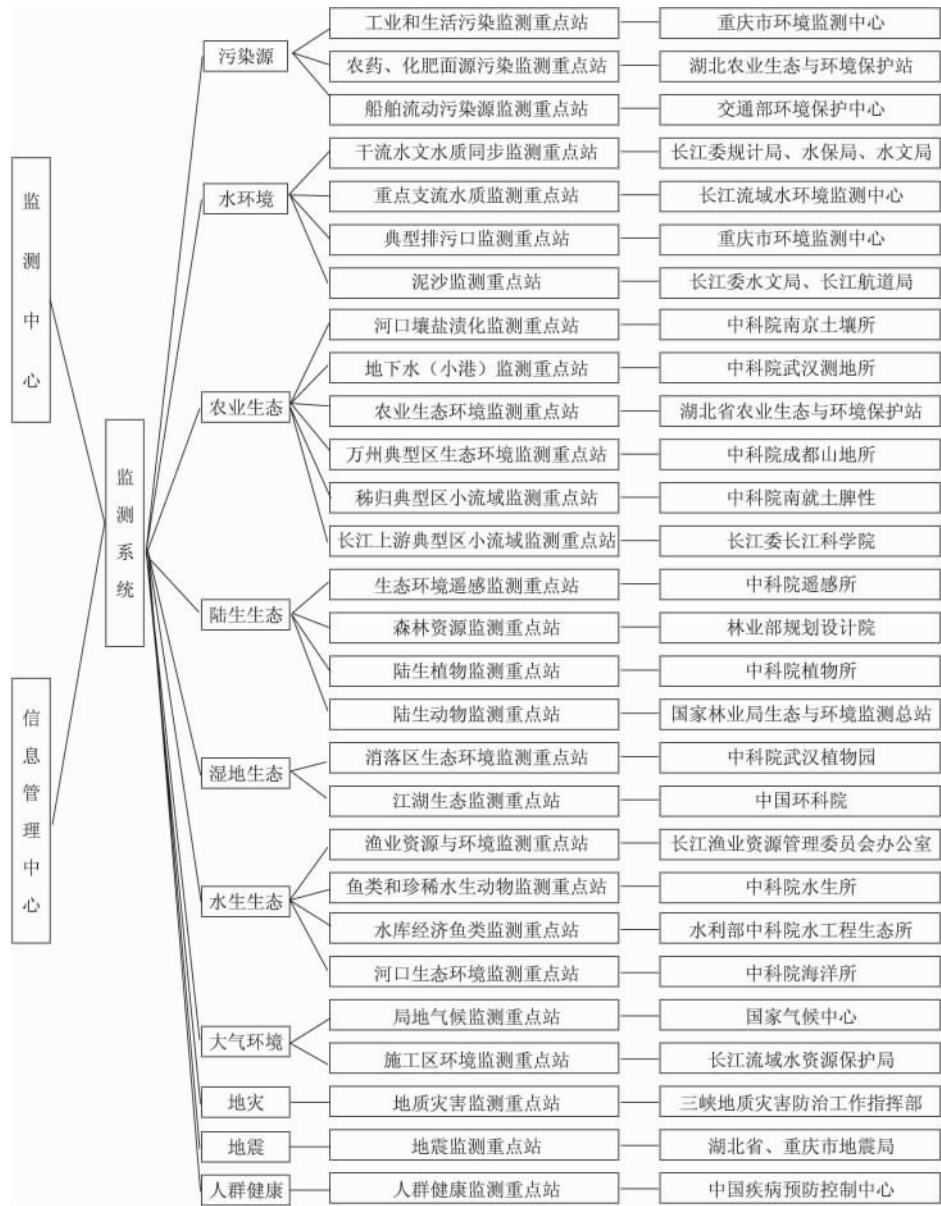 监测中心
信息管理中心
监测系统
污染源
工业和生活污染监测重点站
重庆市环境监测中心
农药、化肥面源污染监测重点站
湖北农业生态与环境保护站
船舶流动污染源监测重点站
交通部环境保护中心
水环境
干流水文水质同步监测重点站
长江委规计局、水保局、水文局
重点支流水质监测重点站
长江流域水环境监测中心
典型排污口监测重点站
重庆市环境监测中心
泥沙监测重点站
长江委水文局、长江航道局
农业生态
河口壤盐渍化监测重点站
中科院南京土壤所
地下水（小港）监测重点站
中科院武汉测地所
农业生态环境监测重点站
湖北省农业生态与环境保护站
万州典型区生态环境监测重点站
中科院成都山地所
秭归典型区小流域监测重点站
中科院南就土脾性
长江上游典型区小流域监测重点站
长江委长江科学院
陆生生态
生态环境遥感监测重点站
中科院遥感所
森林资源监测重点站
林业部规划设计院
陆生植物监测重点站
中科院植物所
陆生动物监测重点站
国家林业局生态与环境监测总站
湿地生态
消落区生态环境监测重点站
中科院武汉植物园
江湖生态监测重点站
中国环科院
水生生态
渔业资源与环境监测重点站
长江渔业资源管理委员会办公室
鱼类和珍稀水生动物监测重点站
中科院水生所
水库经济鱼类监测重点站
水利部中科院水工程生态所
河口生态环境监测重点站
中科院海洋所
大气环境
局地气候监测重点站
国家气候中心
施工区环境监测重点站
长江流域水资源保护局
地灾
地质灾害监测重点站
三峡地质灾害防治工作指挥部
地震
地震监测重点站
湖北省、重庆市地震局
人群健康
人群健康监测重点站
中国疾病预防控制中心